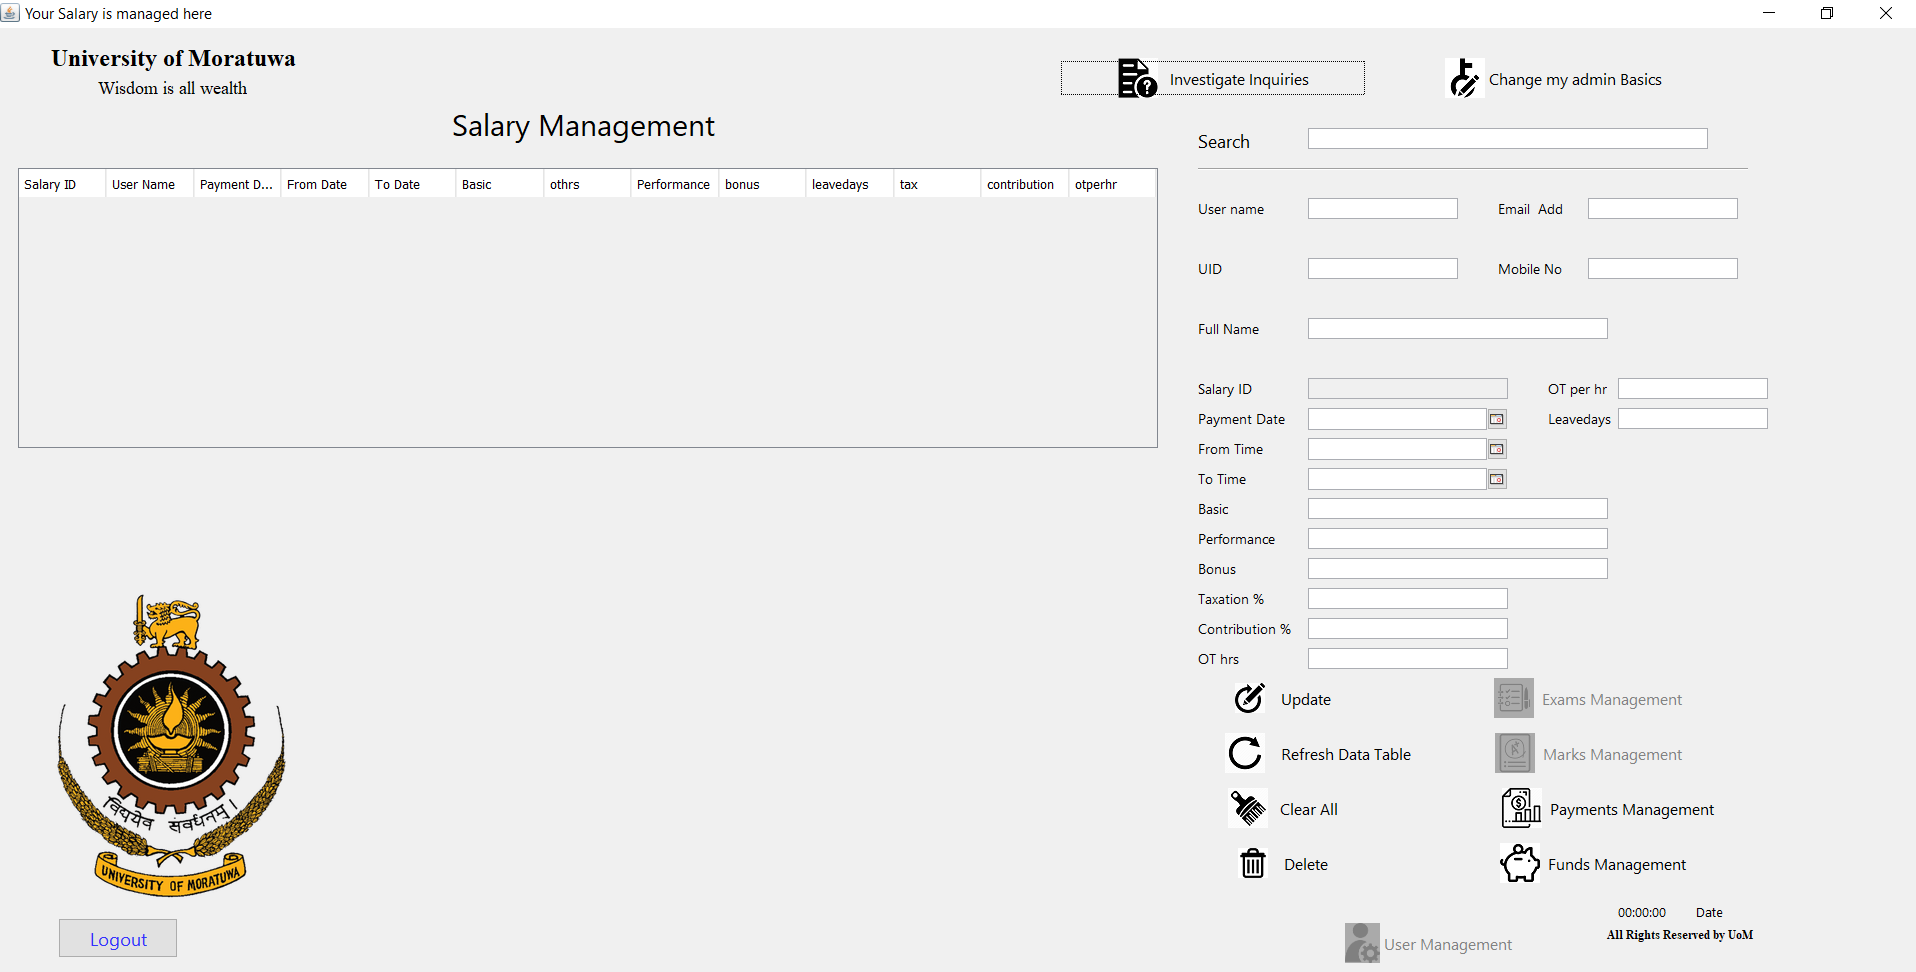 Your Salary is managed here
University of Moratuwa
Wisdom is all wealth
Investigate Inquiries
Change my admin Basics
Salary Management
Search
Salary ID User Name Payment D... From Date To Date Basic othrs Performance bonus leavedays tax contribution otperhr
User name
Email Add
UID
Mobile No
Full Name
Salary ID
OT per hr
Payment Date
Leavedays
From Time
To Time
Basic
Performance
Bonus
Taxation %
Contribution %
OT hrs
Update
Exams Management
Refresh Data Table
Marks Management
Clear All
Payments Management
Delete
Funds Management
विद्ययैव संवर्धनमु।
UNIVERSITY OF MORATUWA
Logout
User Management
00:00:00 Date
All Rights Reserved by UoM